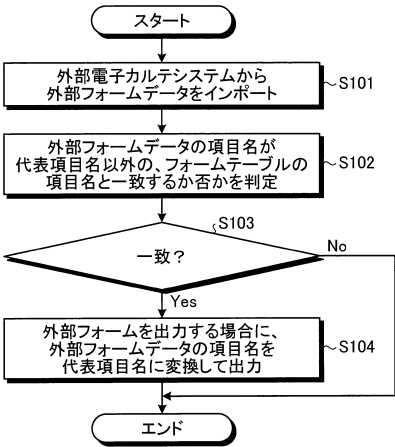 スタート
外部電子カルテシステムから
外部フォームデータをインポート
S101
外部フォームデータの項目名が
代表項目名以外の、フォームテーブルの
項目名と一致するか否かを判定
S102
S103
一致？
No
Yes
外部フォームを出力する場合に、
外部フォームデータの項目名を
代表項目名に変換して出力
S104
エンド